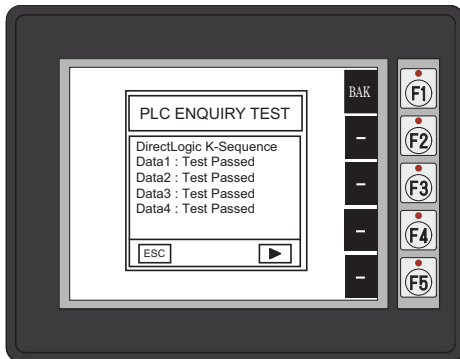 PLC ENQUIRY TEST
DirectLogic K-Sequence
Data1 : Test Passed
Data2 : Test Passed
Data3 : Test Passed
Data4 : Test Passed
ESC
BAK
–
–
–
–
F1
F2
F3
F4
F5